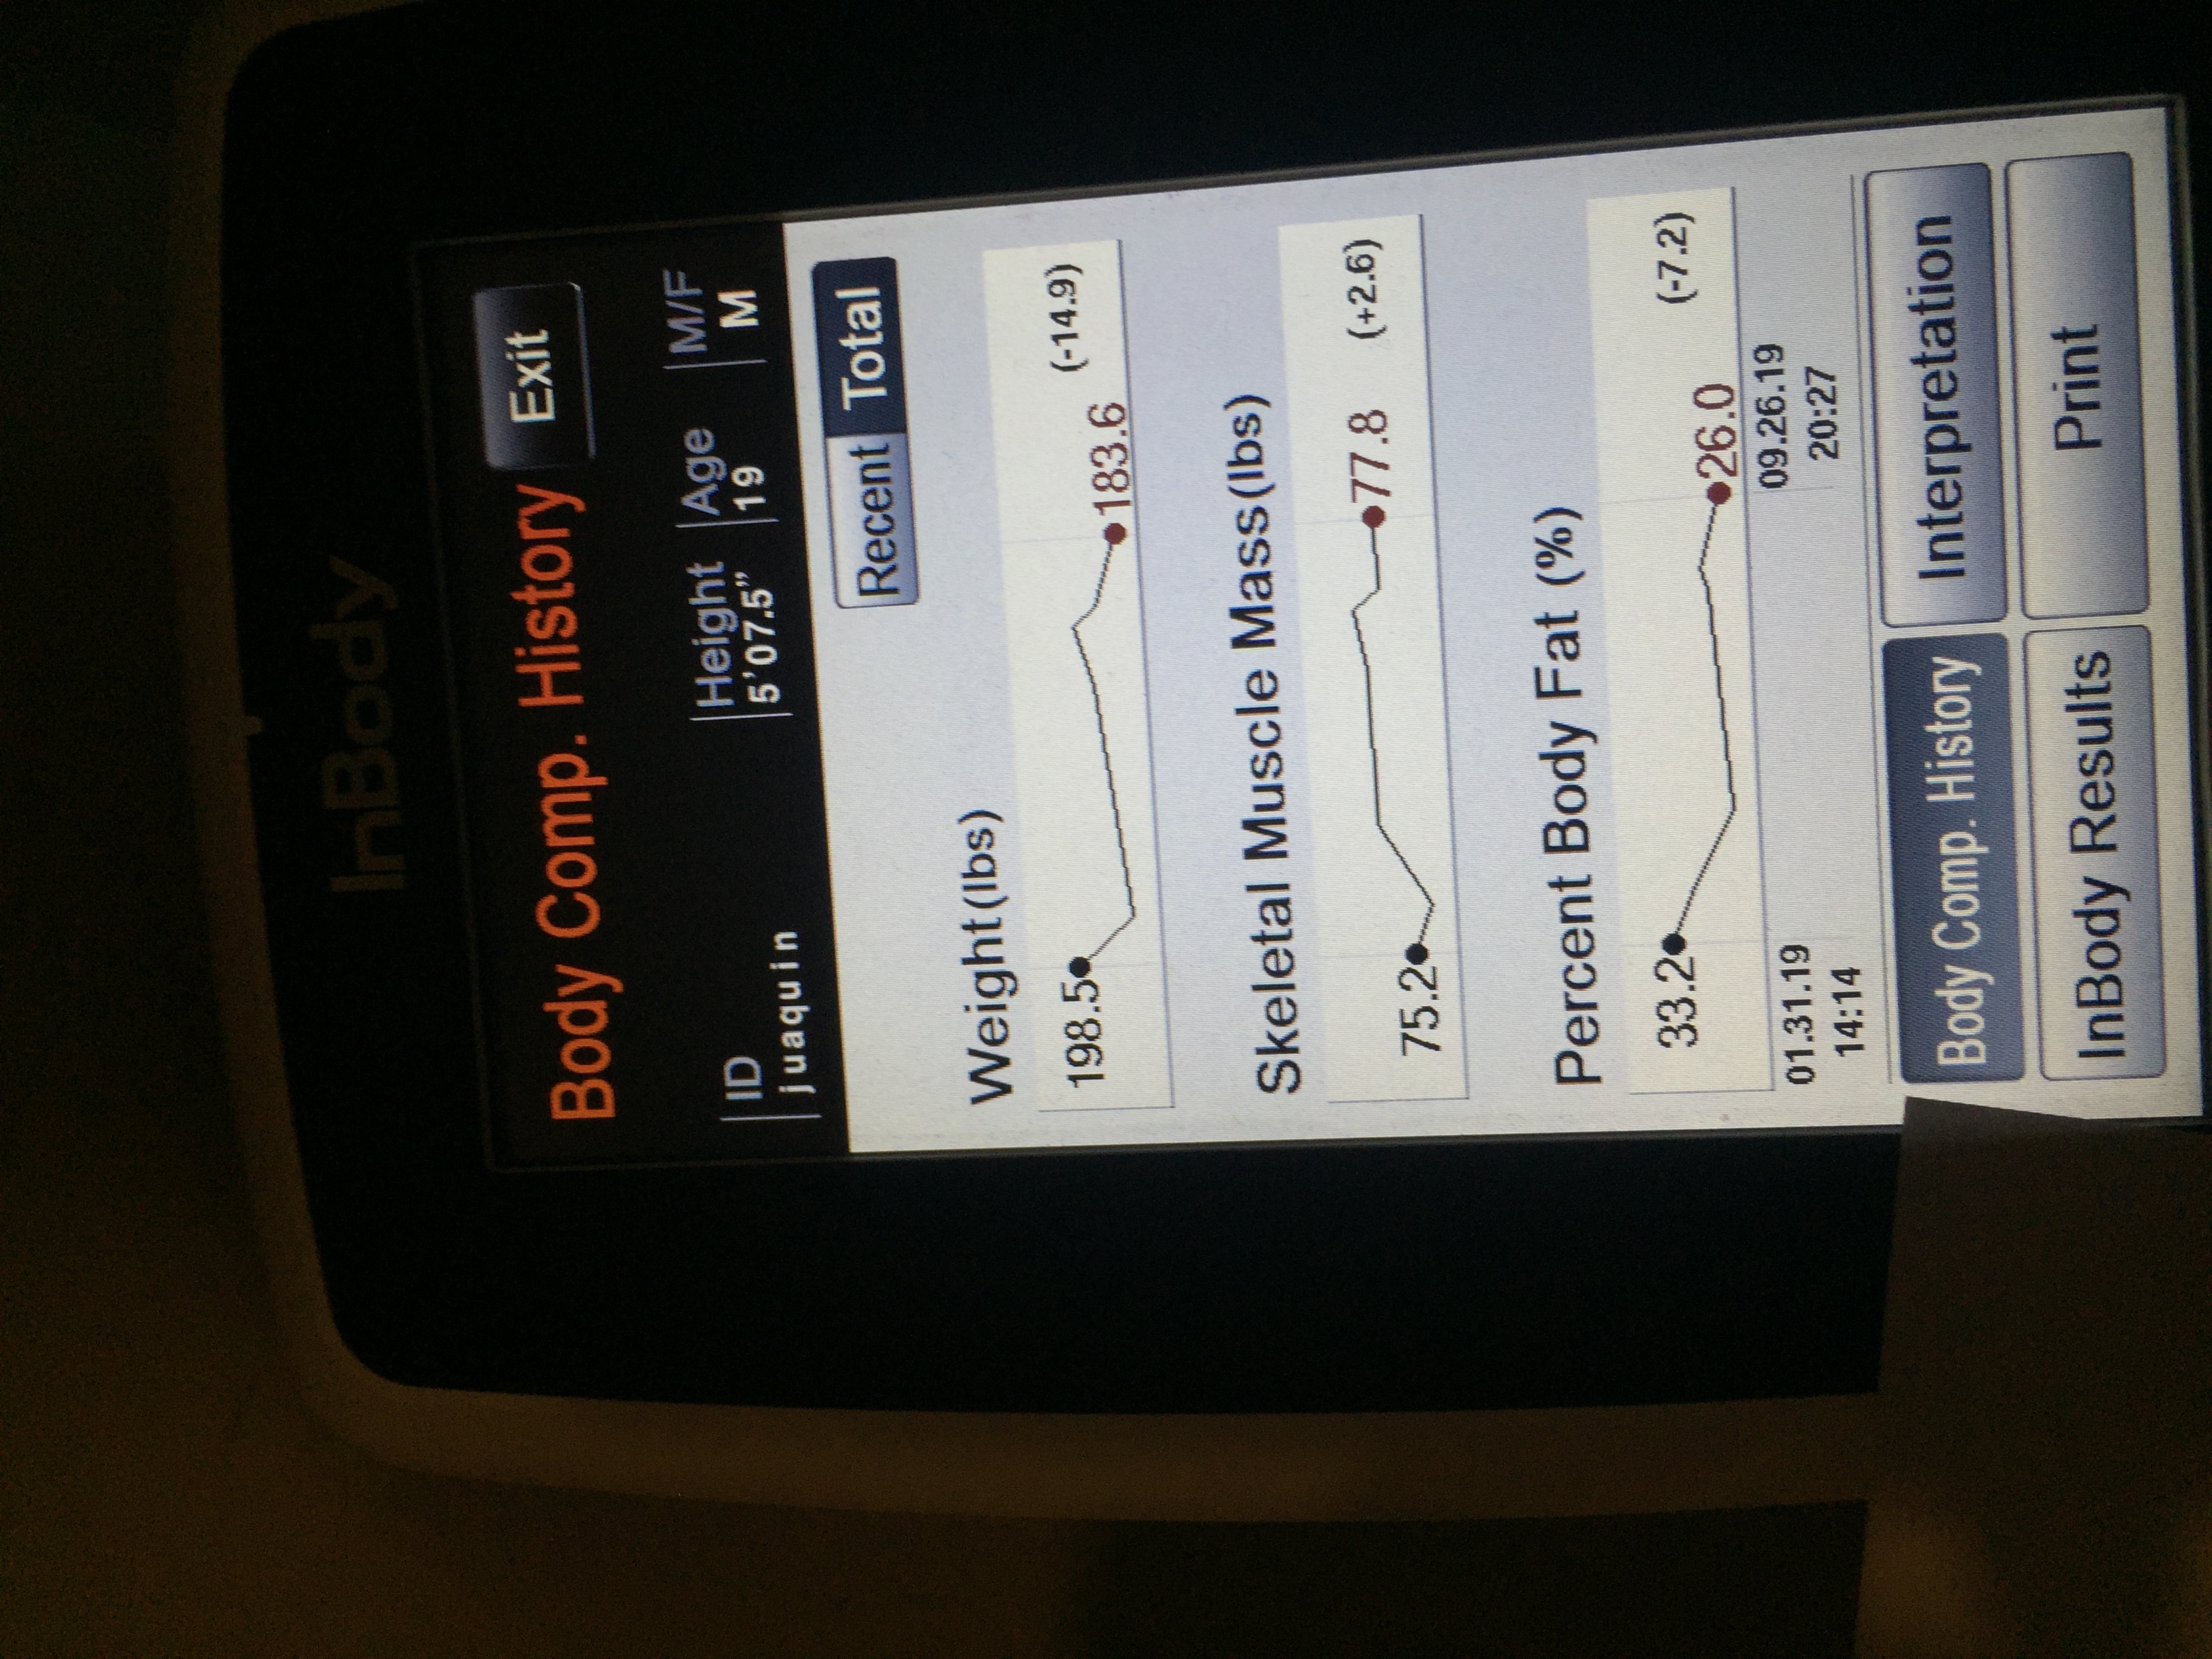 InBody
Body Comp. History Exit
ID Height Age M/F
juaquin 5'07.5" 19 M
Recent Total
Weight(lbs)
198.5 183.6 (-14.9)
Skeletal Muscle Mass(lbs)
75.2 77.8 (+2.6)
Percent Body Fat (%)
33.2 26.0 (-7.2)
01.31.19 09.26.19
14:14 20:27
Body Comp. History Interpretation
InBody Results Print